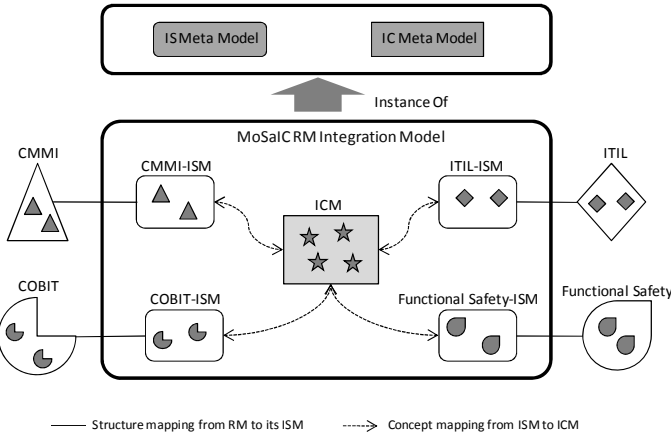 IS Meta Model
IC Meta Model
Instance Of
MoSaIC RM Integration Model
CMMI
CMMI-ISM
ITIL-ISM
ITIL
ICM
COBIT
COBIT-ISM
Functional Safety-ISM
Functional Safety
Structure mapping from RM to its ISM
Concept mapping from ISM to ICM